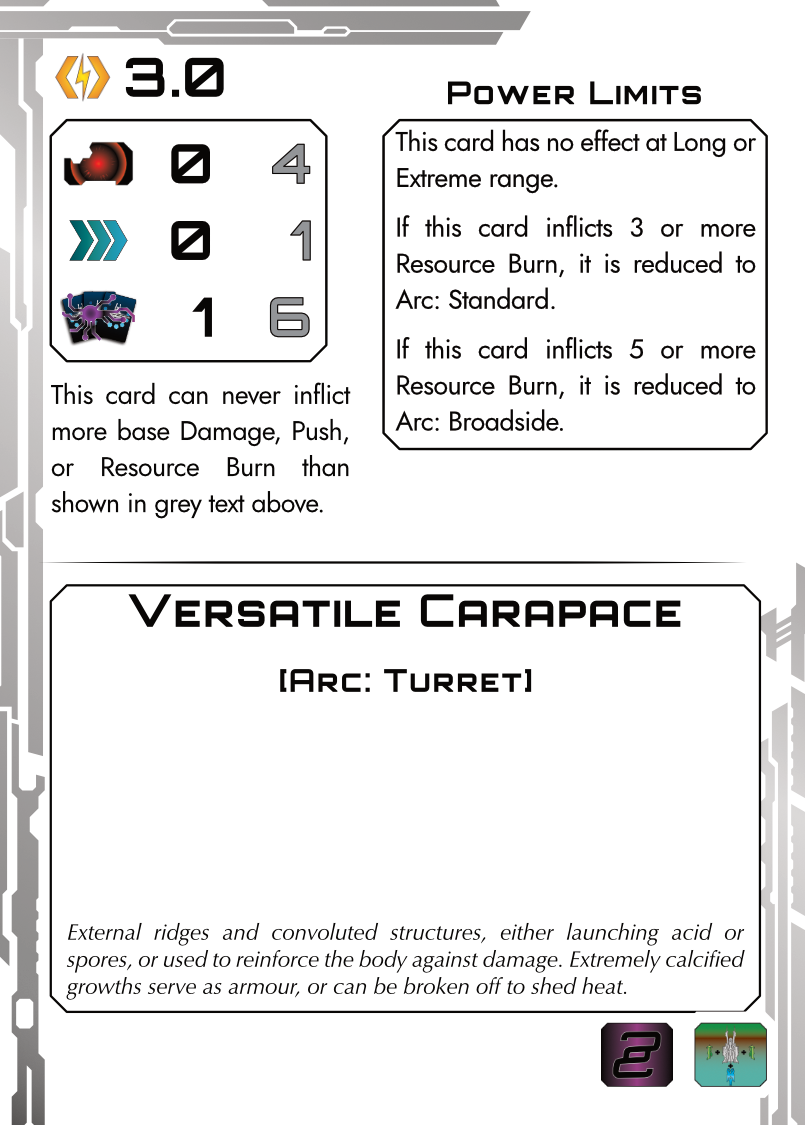 3.0
0 4
0 1
1 6
This card can never inflict
more base Damage, Push,
or Resource Burn than
shown in grey text above.
Power Limits
This card has no effect at Long or
Extreme range.
If this card inflicts 3 or more
Resource Burn, it is reduced to
Arc: Standard.
If this card inflicts 5 or more
Resource Burn, it is reduced to
Arc: Broadside.
Versatile Carapace
[Arc: Turret]
External ridges and convoluted structures, either launching acid or
spores, or used to reinforce the body against damage. Extremely calcified
growths serve as armour, or can be broken off to shed heat.